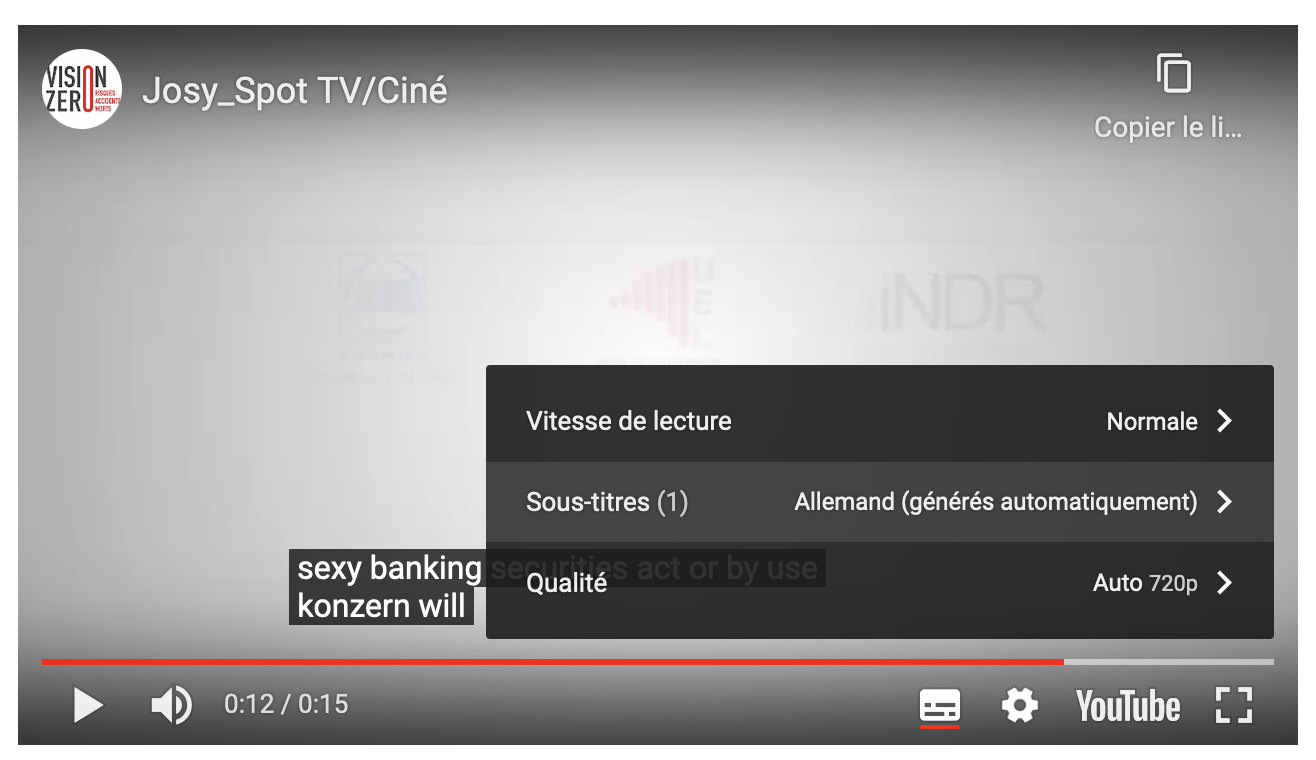 VISION
ZERO
RISQUES
ACCIDENTS
MORTS
Josy_Spot TV/Ciné
Copier le li...
UEL
iNDR
Vitesse de lecture Normale
Sous-titres (1) Allemand (générés automatiquement)
sexy banking securities act or by use
Qualité Auto 720p
konzern will
0:12 / 0:15
YouTube